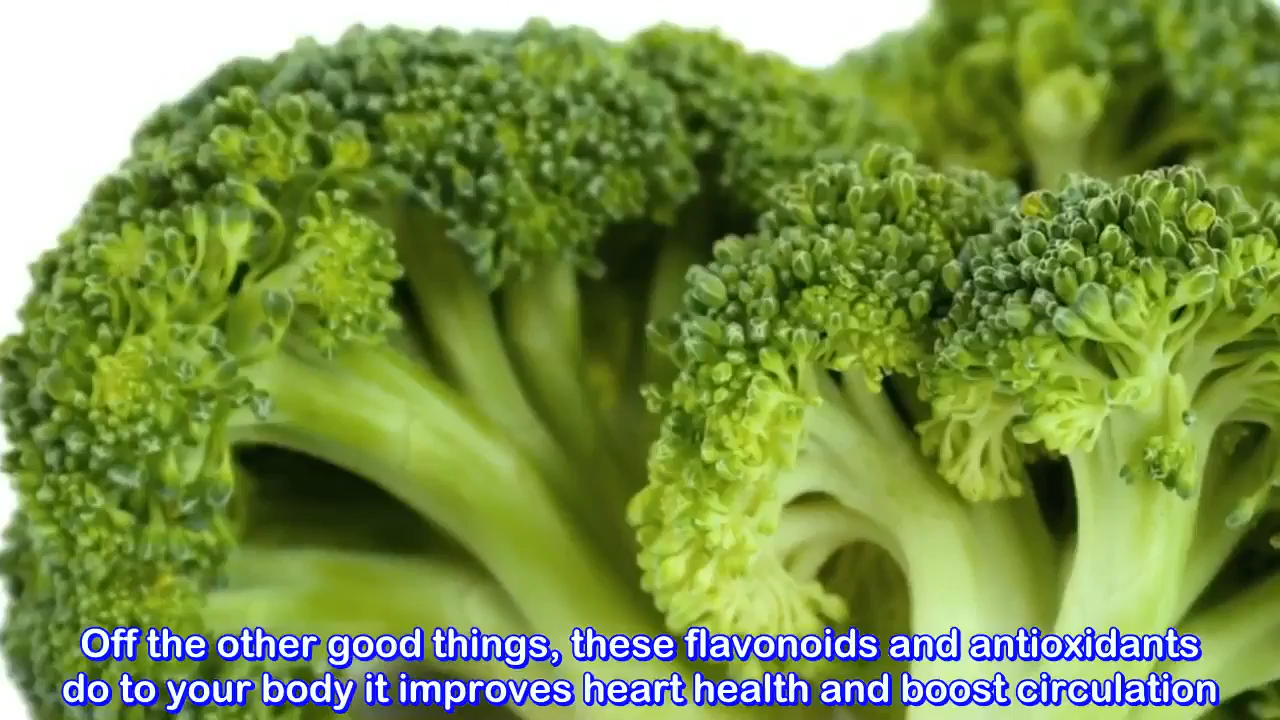 Off the other good things, these flavonoids and antioxidants
do to your body it improves heart health and boost circulation